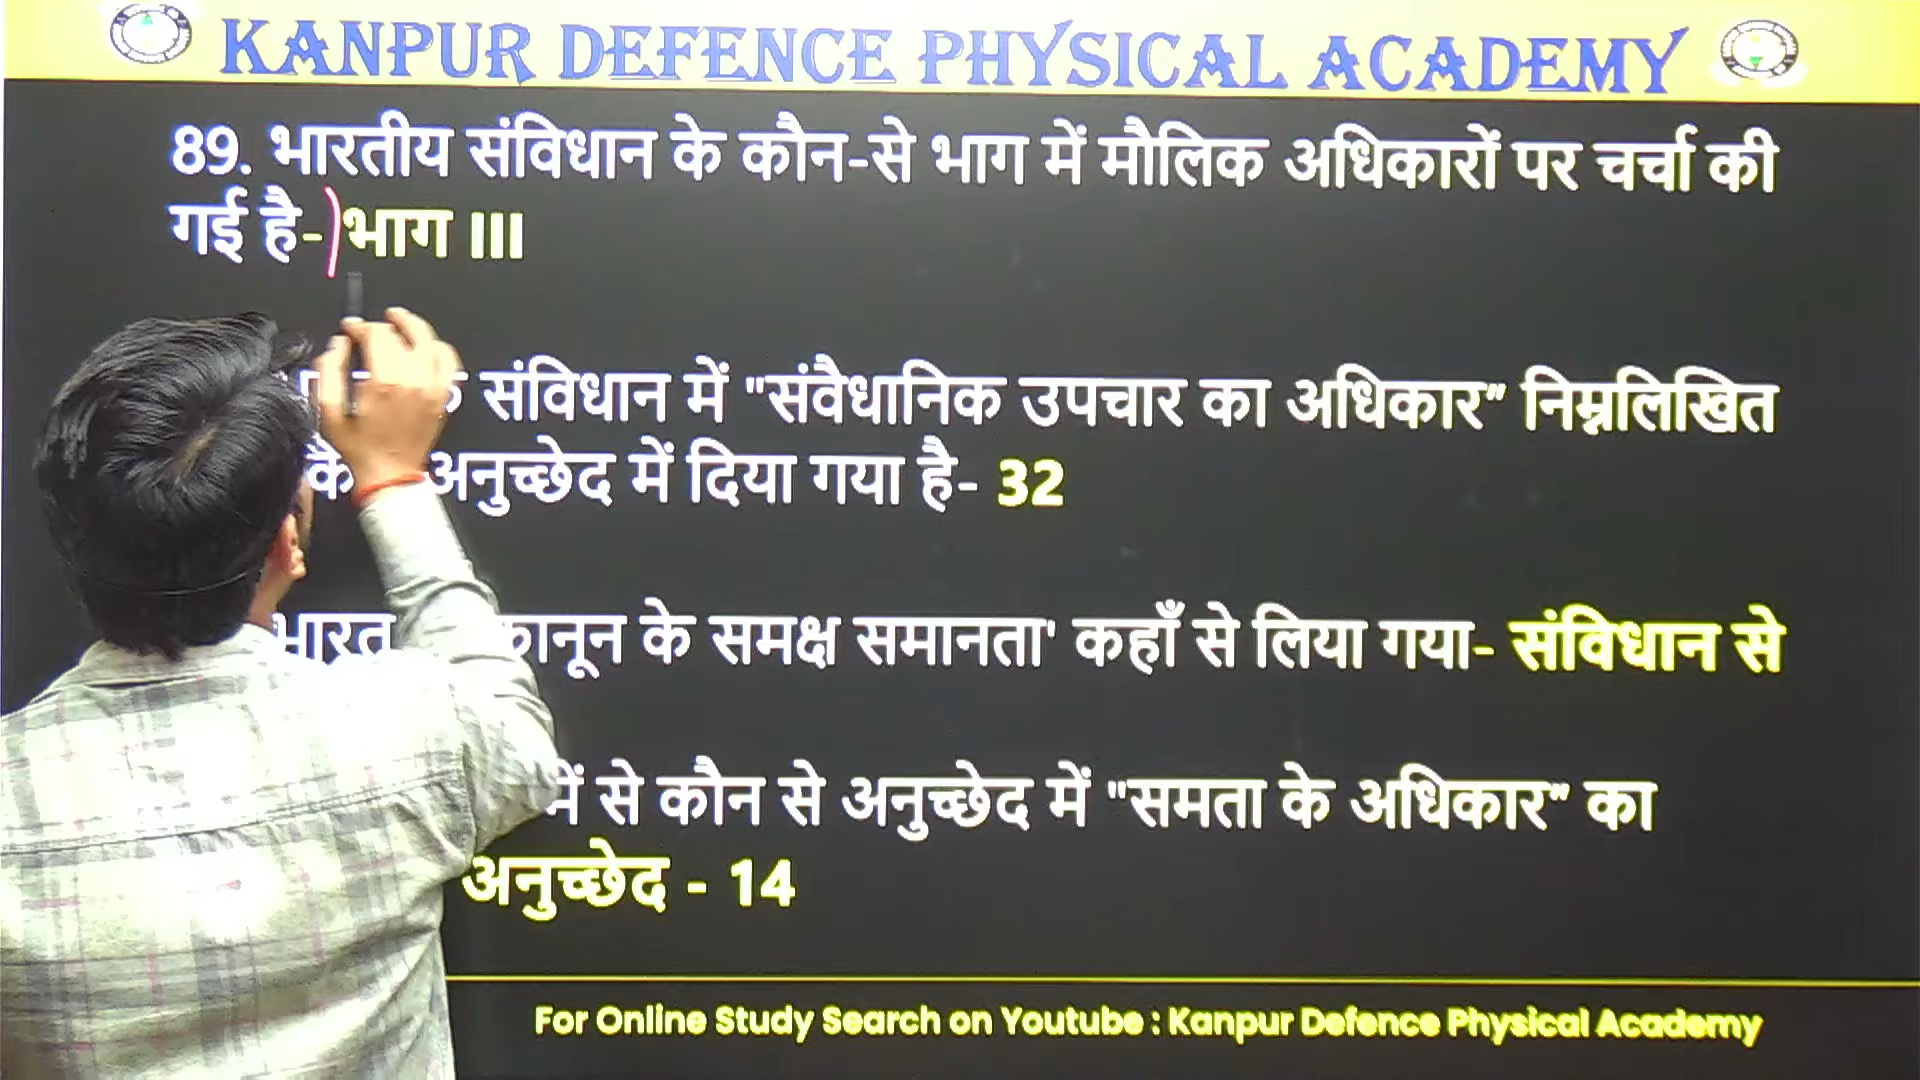 KANPUR DEFENCE PHYSICAL ACADEMY
89. भारतीय संविधान के कौन-से भाग में मौलिक अधिकारों पर चर्चा की
गई है- भाग III
संविधान में "संवैधानिक उपचार का अधिकार" निम्नलिखित
अनुच्छेद में दिया गया है- 32
भारत कानून के समक्ष समानता' कहाँ से लिया गया- संविधान से
में से कौन से अनुच्छेद में "समता के अधिकार" का
अनुच्छेद - 14
For Online Study Search on Youtube : Kanpur Defence Physical Academy